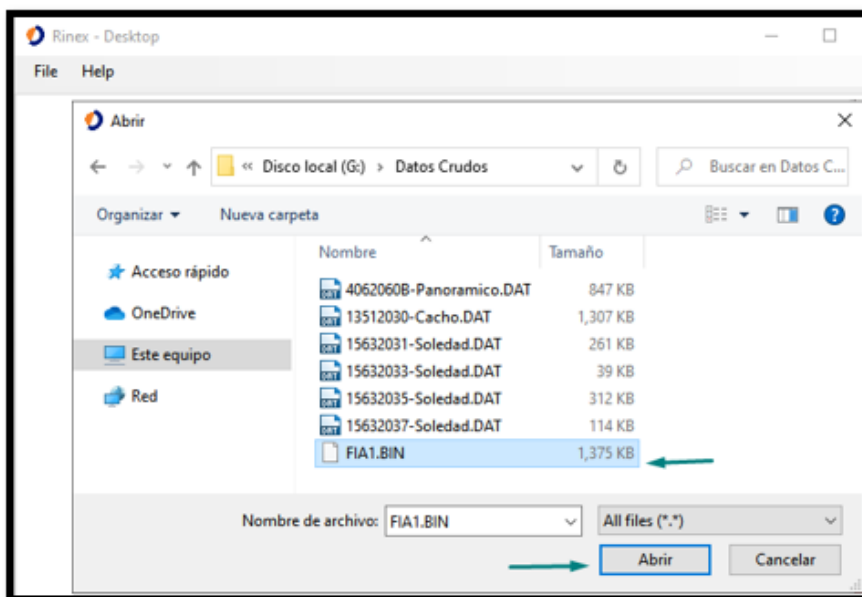 Rinex - Desktop
File Help
Abrir
« Disco local (G:) > Datos Crudos Buscar en Datos C...
Organizar Nueva carpeta
Nombre Tamaño
Acceso rápido
OneDrive
Este equipo
Red
4062060B-Panoramico.DAT 847 KB
13512030-Cacho.DAT 1,307 KB
15632031-Soledad.DAT 261 KB
15632033-Soledad.DAT 39 KB
15632035-Soledad.DAT 312 KB
15632037-Soledad.DAT 114 KB
FIA1.BIN 1,375 KB
Nombre de archivo: FIA1.BIN All files (*.*)
Abrir Cancelar